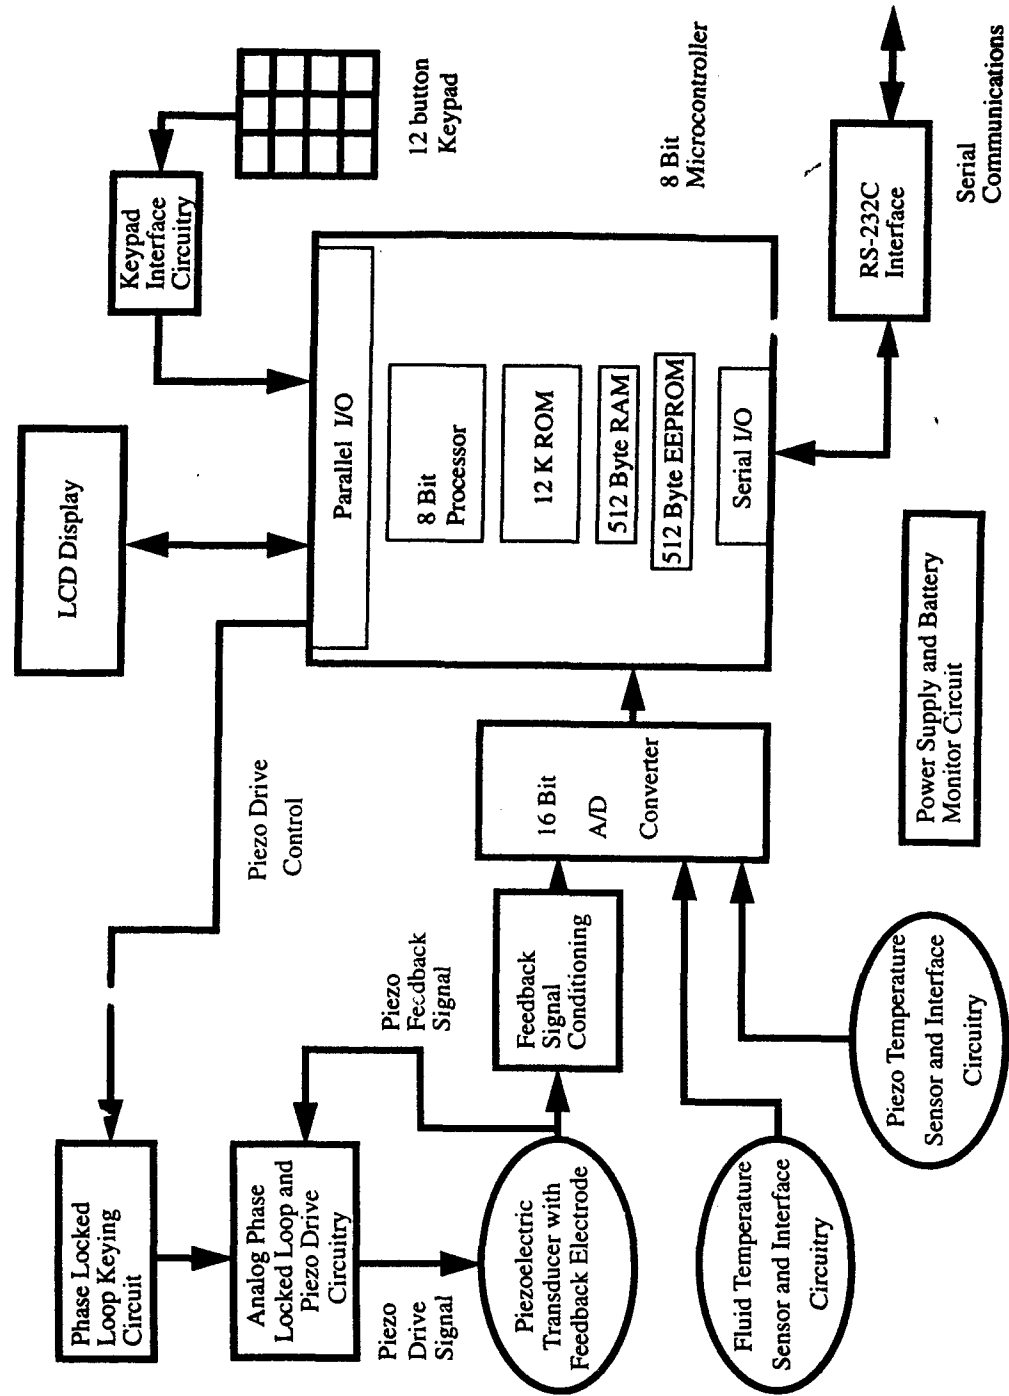 Phase Locked
Loop Keying
Circuit
Analog Phase
Locked Loop and
Piezo Drive
Circuitry
Piezo
Drive
Signal
Piezoelectric
Transducer with
Feedback Electrode
Fluid Temperature
Sensor and Interface
Circuitry
Piezo Temperature
Sensor and Interface
Circuitry
Piezo
Feedback
Signal
Feedback
Signal
Conditioning
Piezo Drive
Control
16 Bit
A/D
Converter
Power Supply and Battery
Monitor Circuit
LCD Display
Parallel I/O
8 Bit
Processor
12 K ROM
512 Byte RAM
512 Byte EEPROM
Serial I/O
Keypad
Interface
Circuitry
12 button
Keypad
8 Bit
Microcontroller
RS-232C
Interface
Serial
Communications